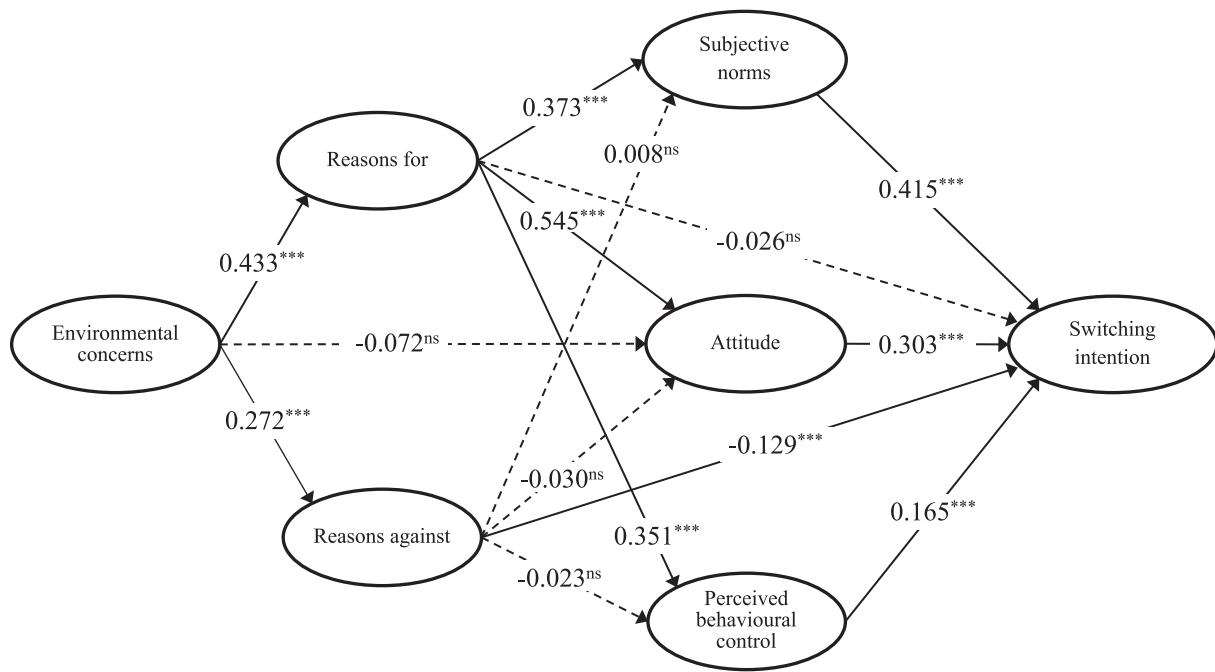 Subjective
norms
0.373***
0.008ns
Reasons for
0.415***
0.545***
-0.026ns
0.433***
Environmental
concerns
-0.072ns
Attitude
0.303***
Switching
intention
0.272***
-0.129***
-0.030ns
0.165***
Reasons against
0.351***
-0.023ns
Perceived
behavioural
control